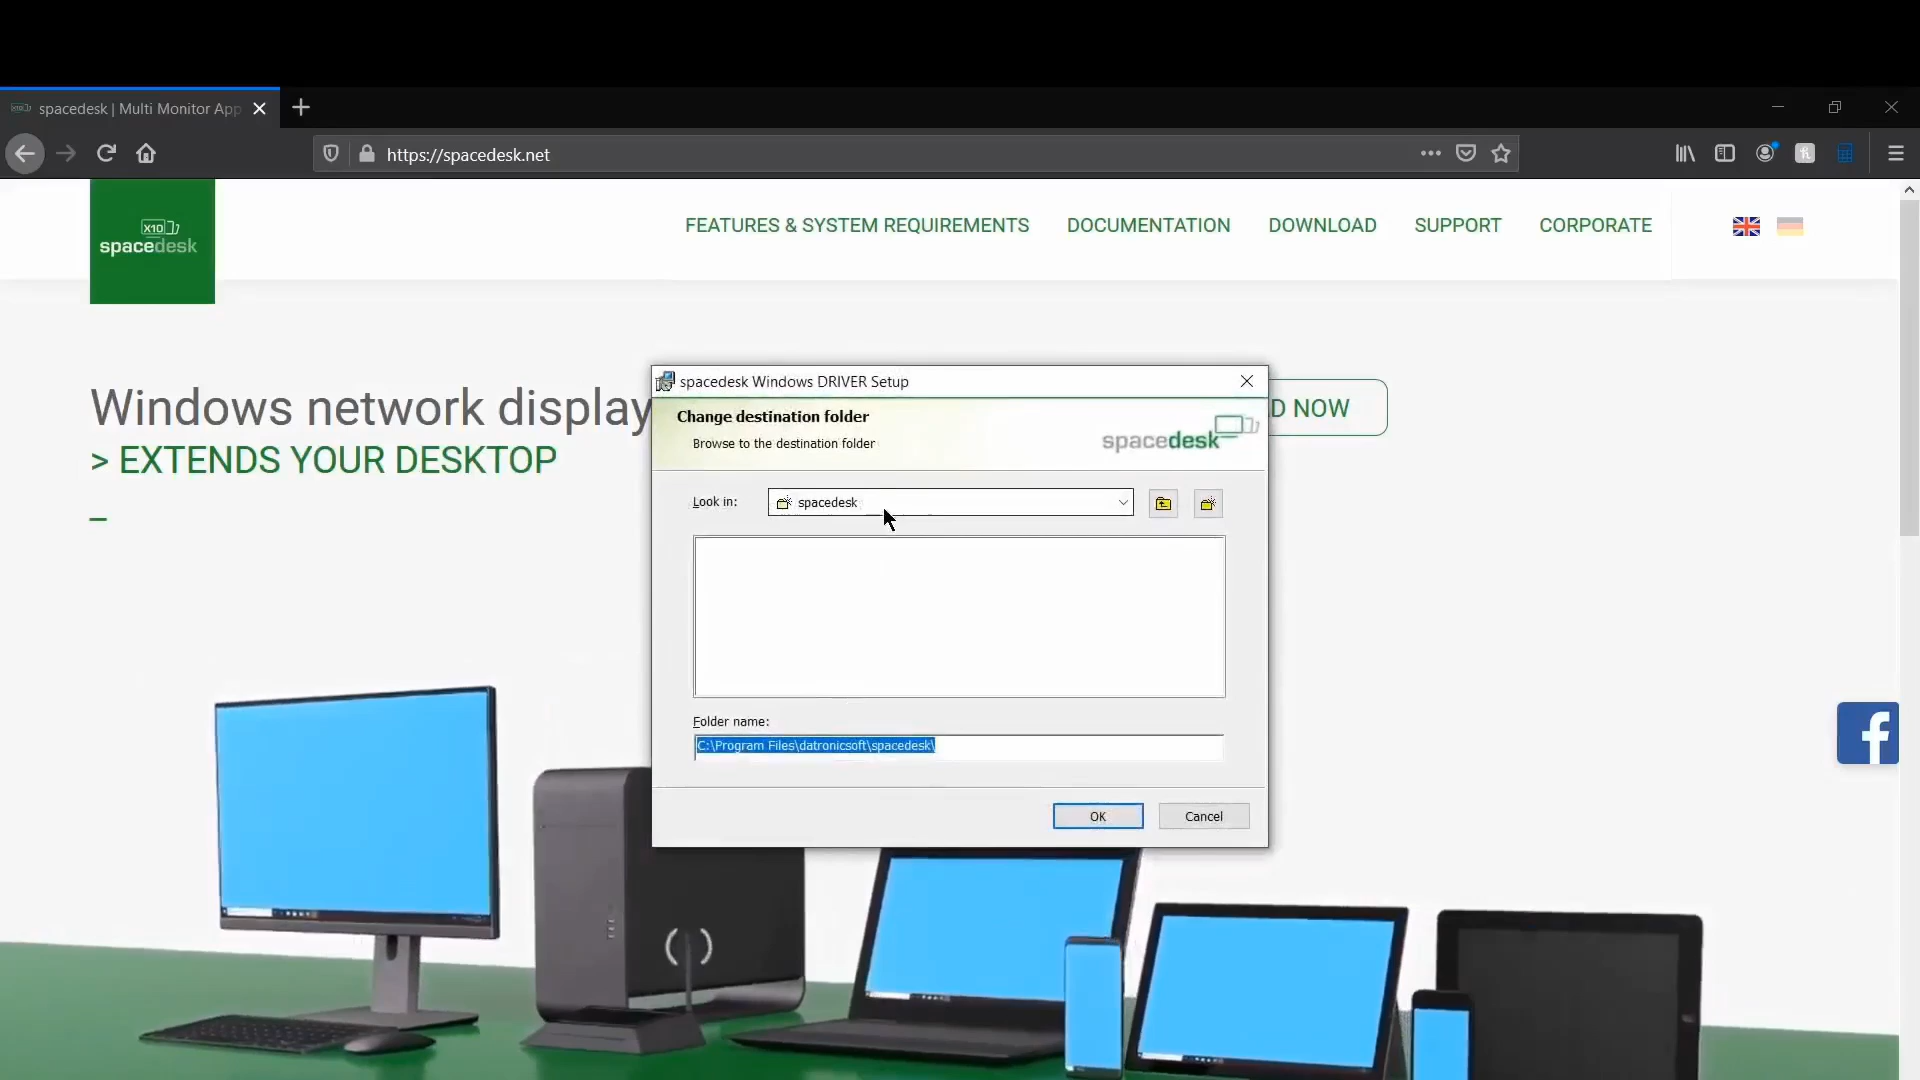 spacedesk | Multi Monitor App
https://spacedesk.net
X10
spacedesk
FEATURES & SYSTEM REQUIREMENTS
DOCUMENTATION
DOWNLOAD
SUPPORT
CORPORATE
Windows network display
> EXTENDS YOUR DESKTOP
_
D NOW
spacedesk Windows DRIVER Setup
Change destination folder
Browse to the destination folder
spacedesk
Look in:
spacedesk
Folder name:
C:\Program Files\datronicsoft\spacedesk\
OK
Cancel